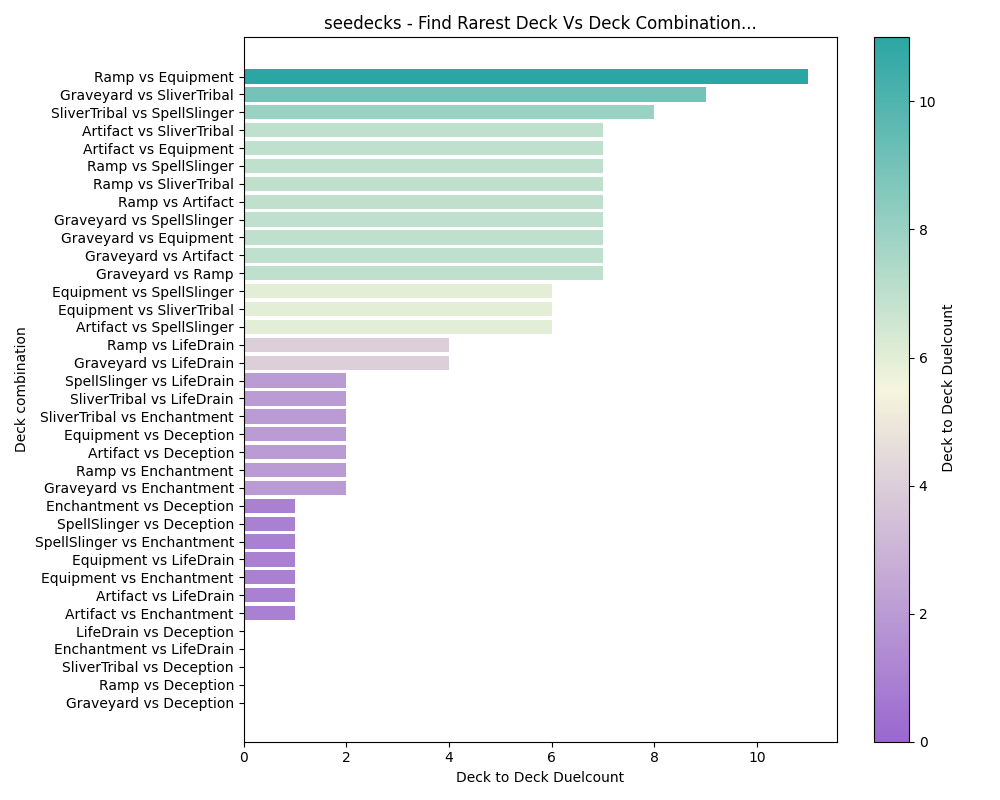 seedecks - Find Rarest Deck Vs Deck Combination...
Deck combination
Ramp vs Equipment
Graveyard vs SliverTribal
SliverTribal vs SpellSlinger
Artifact vs SliverTribal
Artifact vs Equipment
Ramp vs SpellSlinger
Ramp vs SliverTribal
Ramp vs Artifact
Graveyard vs SpellSlinger
Graveyard vs Equipment
Graveyard vs Artifact
Graveyard vs Ramp
Equipment vs SpellSlinger
Equipment vs SliverTribal
Artifact vs SpellSlinger
Ramp vs LifeDrain
Graveyard vs LifeDrain
SpellSlinger vs LifeDrain
SliverTribal vs LifeDrain
SliverTribal vs Enchantment
Equipment vs Deception
Artifact vs Deception
Ramp vs Enchantment
Graveyard vs Enchantment
Enchantment vs Deception
SpellSlinger vs Deception
SpellSlinger vs Enchantment
Equipment vs LifeDrain
Equipment vs Enchantment
Artifact vs LifeDrain
Artifact vs Enchantment
LifeDrain vs Deception
Enchantment vs LifeDrain
SliverTribal vs Deception
Ramp vs Deception
Graveyard vs Deception
0 2 4 6 8 10
Deck to Deck Duelcount
10
8
6
4
2
0
Deck to Deck Duelcount